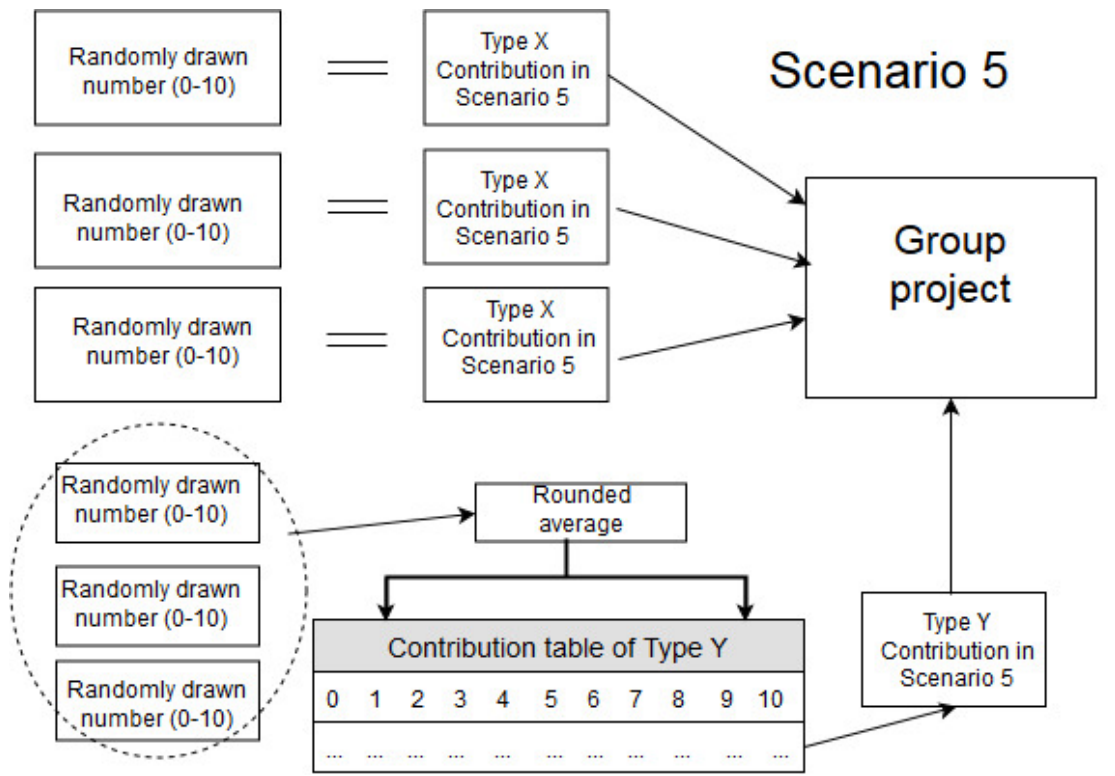 Scenario 5
Randomly drawn
number (0-10)
Type X
Contribution in
Scenario 5
Randomly drawn
number (0-10)
Type X
Contribution in
Scenario 5
Randomly drawn
number (0-10)
Type X
Contribution in
Scenario 5
Group
project
Randomly drawn
number (0-10)
Randomly drawn
number (0-10)
Randomly drawn
number (0-10)
Rounded
average
Contribution table of Type Y
0 1 2 3 4 5 6 7 8 9 10
... ... ... ... ... ... ... ... ... ... ...
Type Y
Contribution in
Scenario 5